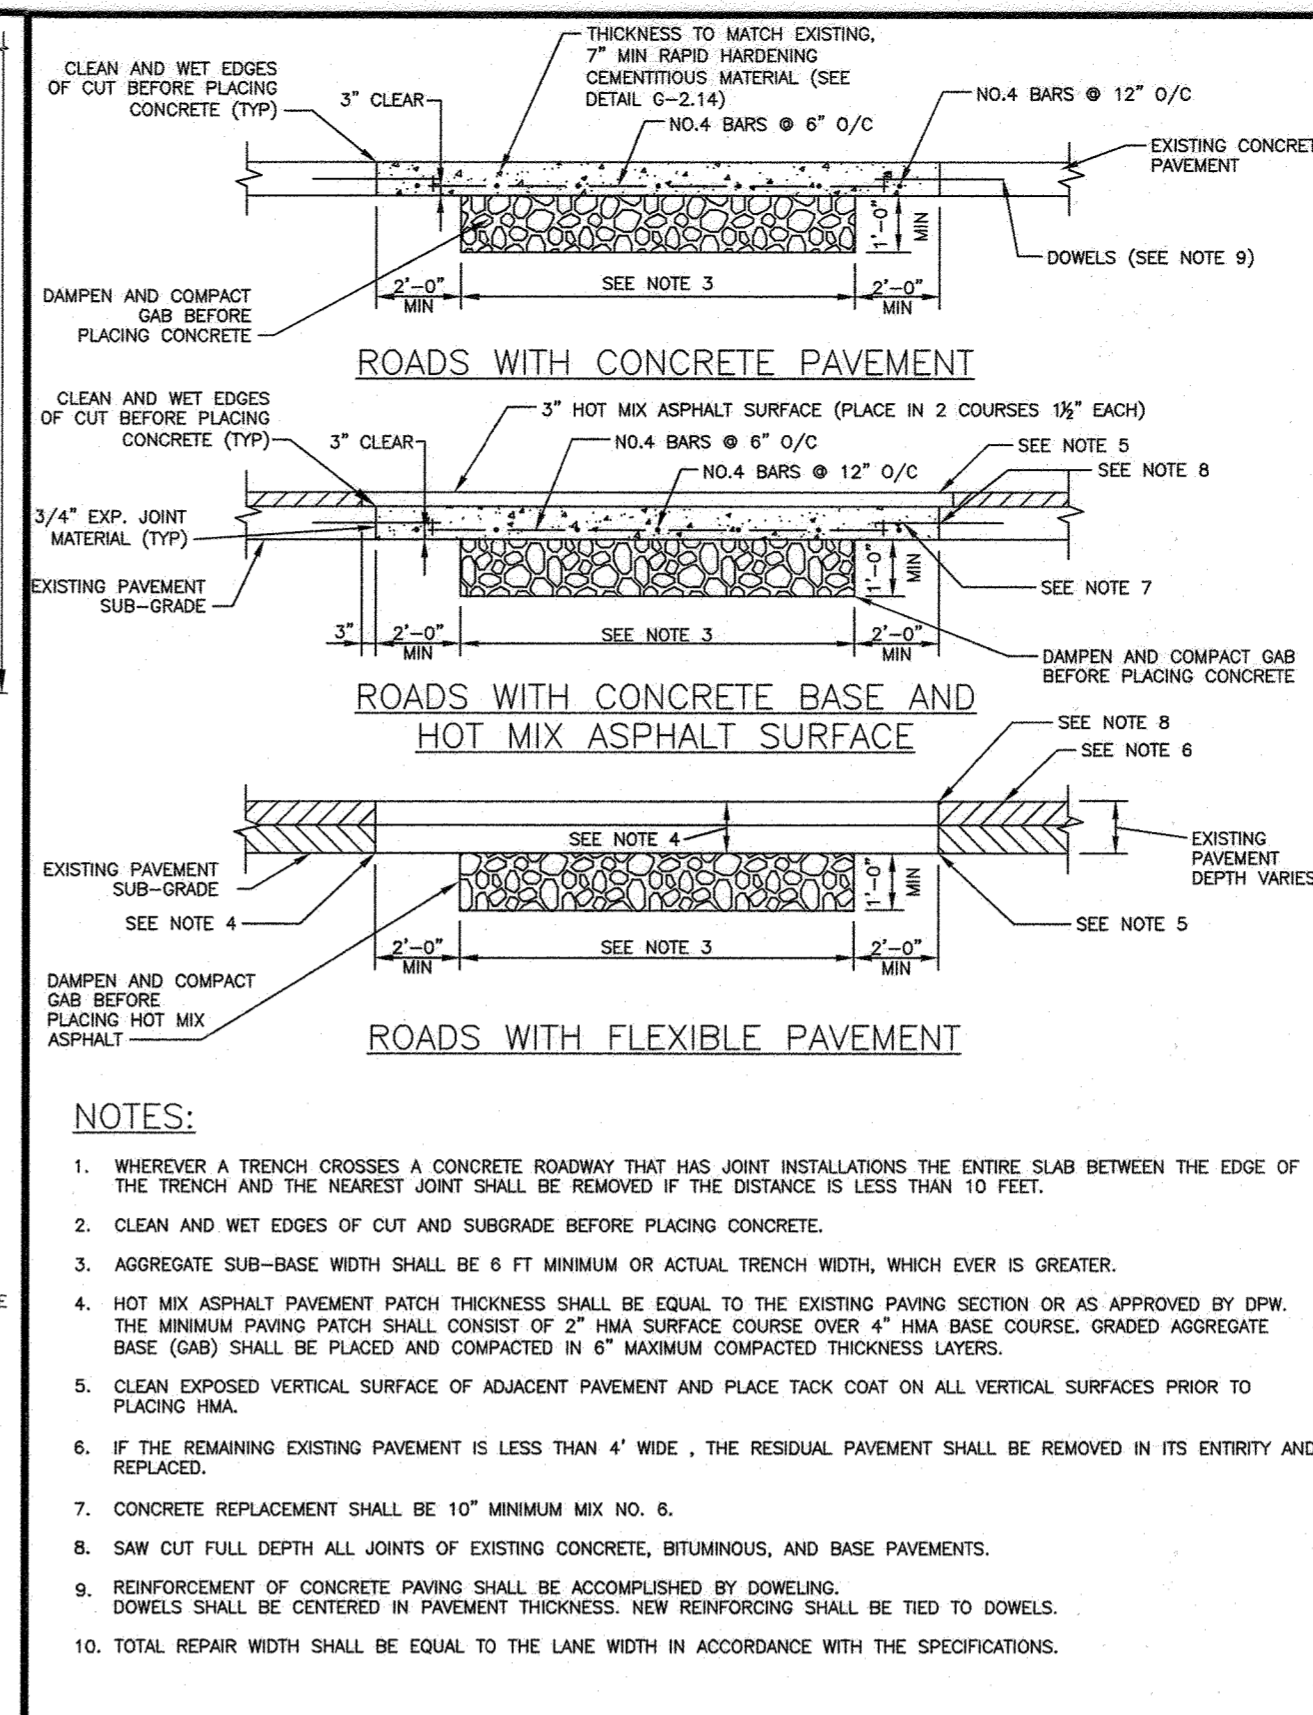 THICKNESS TO MATCH EXISTING,
7" MIN RAPID HARDENING
CEMENTITIOUS MATERIAL (SEE
DETAIL G-2.14)
CLEAN AND WET EDGES
OF CUT BEFORE PLACING
CONCRETE (TYP)
3" CLEAR
NO.4 BARS @ 6" O/C
NO.4 BARS @ 12" O/C
EXISTING CONCRET
PAVEMENT
1'-0"
MIN
DOWELS (SEE NOTE 9)
2'-0"
MIN
SEE NOTE 3
2'-0"
MIN
DAMPEN AND COMPACT
GAB BEFORE
PLACING CONCRETE
ROADS WITH CONCRETE PAVEMENT
CLEAN AND WET EDGES
OF CUT BEFORE PLACING
CONCRETE (TYP)
3" CLEAR
3" HOT MIX ASPHALT SURFACE (PLACE IN 2 COURSES 1½" EACH)
NO.4 BARS @ 6" O/C
NO.4 BARS @ 12" O/C
SEE NOTE 5
SEE NOTE 8
3/4" EXP. JOINT
MATERIAL (TYP)
EXISTING PAVEMENT
SUB-GRADE
1'-0"
MIN
SEE NOTE 7
3"
2'-0"
MIN
SEE NOTE 3
2'-0"
MIN
DAMPEN AND COMPACT GAB
BEFORE PLACING CONCRETE
ROADS WITH CONCRETE BASE AND
HOT MIX ASPHALT SURFACE
SEE NOTE 8
SEE NOTE 6
SEE NOTE 4
EXISTING
PAVEMENT
DEPTH VARIES
EXISTING PAVEMENT
SUB-GRADE
1'-0"
MIN
SEE NOTE 4
SEE NOTE 5
2'-0"
MIN
SEE NOTE 3
2'-0"
MIN
DAMPEN AND COMPACT
GAB BEFORE
PLACING HOT MIX
ASPHALT
ROADS WITH FLEXIBLE PAVEMENT
NOTES:
1. WHEREVER A TRENCH CROSSES A CONCRETE ROADWAY THAT HAS JOINT INSTALLATIONS THE ENTIRE SLAB BETWEEN THE EDGE OF
THE TRENCH AND THE NEAREST JOINT SHALL BE REMOVED IF THE DISTANCE IS LESS THAN 10 FEET.
2. CLEAN AND WET EDGES OF CUT AND SUBGRADE BEFORE PLACING CONCRETE.
3. AGGREGATE SUB-BASE WIDTH SHALL BE 6 FT MINIMUM OR ACTUAL TRENCH WIDTH, WHICH EVER IS GREATER.
4. HOT MIX ASPHALT PAVEMENT PATCH THICKNESS SHALL BE EQUAL TO THE EXISTING PAVING SECTION OR AS APPROVED BY DPW.
THE MINIMUM PAVING PATCH SHALL CONSIST OF 2" HMA SURFACE COURSE OVER 4" HMA BASE COURSE. GRADED AGGREGATE
BASE (GAB) SHALL BE PLACED AND COMPACTED IN 6" MAXIMUM COMPACTED THICKNESS LAYERS.
5. CLEAN EXPOSED VERTICAL SURFACE OF ADJACENT PAVEMENT AND PLACE TACK COAT ON ALL VERTICAL SURFACES PRIOR TO
PLACING HMA.
6. IF THE REMAINING EXISTING PAVEMENT IS LESS THAN 4' WIDE , THE RESIDUAL PAVEMENT SHALL BE REMOVED IN ITS ENTIRITY AND
REPLACED.
7. CONCRETE REPLACEMENT SHALL BE 10" MINIMUM MIX NO. 6.
8. SAW CUT FULL DEPTH ALL JOINTS OF EXISTING CONCRETE, BITUMINOUS, AND BASE PAVEMENTS.
9. REINFORCEMENT OF CONCRETE PAVING SHALL BE ACCOMPLISHED BY DOWELING.
DOWELS SHALL BE CENTERED IN PAVEMENT THICKNESS. NEW REINFORCING SHALL BE TIED TO DOWELS.
10. TOTAL REPAIR WIDTH SHALL BE EQUAL TO THE LANE WIDTH IN ACCORDANCE WITH THE SPECIFICATIONS.